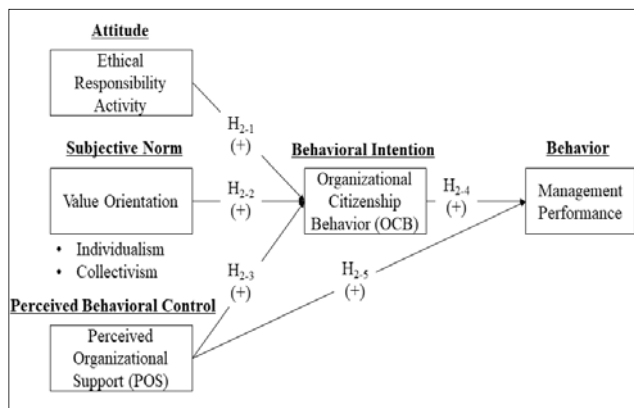 Attitude
Ethical
Responsibility
Activity
H2-1
(+)
Subjective Norm
Value Orientation
• Individualism
• Collectivism
H2-2
(+)
Behavioral Intention
Organizational
Citizenship
Behavior (OCB)
H2-4
(+)
Behavior
Management
Performance
H2-3
(+)
H2-5
(+)
Perceived Behavioral Control
Perceived
Organizational
Support (POS)